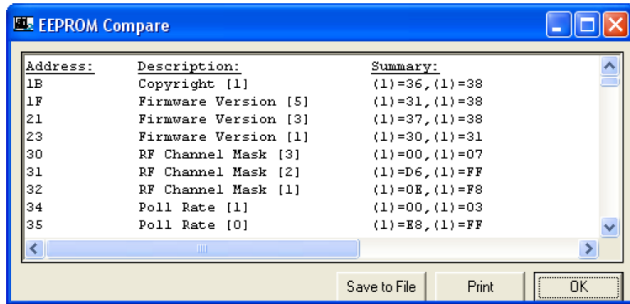 EEPROM Compare
Address: Description: Summary:
1B Copyright [1] (1)=36,(1)=38
1F Firmware Version [5] (1)=31,(1)=38
21 Firmware Version [3] (1)=37,(1)=38
23 Firmware Version [1] (1)=30,(1)=31
30 RF Channel Mask [3] (1)=00,(1)=07
31 RF Channel Mask [2] (1)=D6,(1)=FF
32 RF Channel Mask [1] (1)=0E,(1)=F8
34 Poll Rate [1] (1)=00,(1)=03
35 Poll Rate [0] (1)=E8,(1)=FF
Save to File Print OK